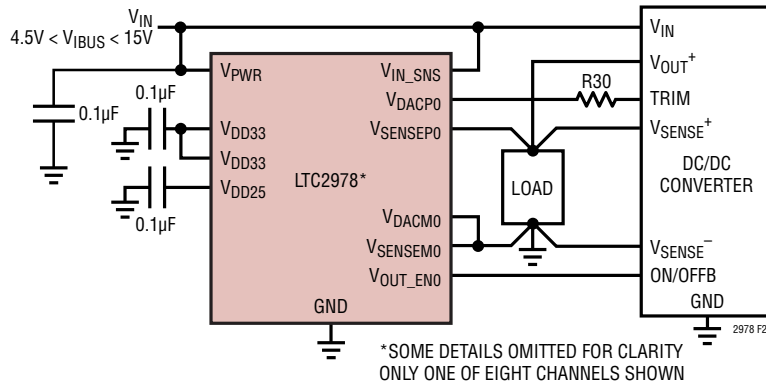 VIN
4.5V < VIBUS < 15V
0.1µF
0.1µF
0.1µF
VPWR
VDD33
VDD33
VDD25
LTC2978*
GND
VIN_SNS
VDACP0
VSENSEP0
VDACM0
VSENSEM0
VOUT_EN0
R30
LOAD
VIN
VOUT+
TRIM
VSENSE+
DC/DC
CONVERTER
VSENSE–
ON/OFFB
GND
*SOME DETAILS OMITTED FOR CLARITY
ONLY ONE OF EIGHT CHANNELS SHOWN